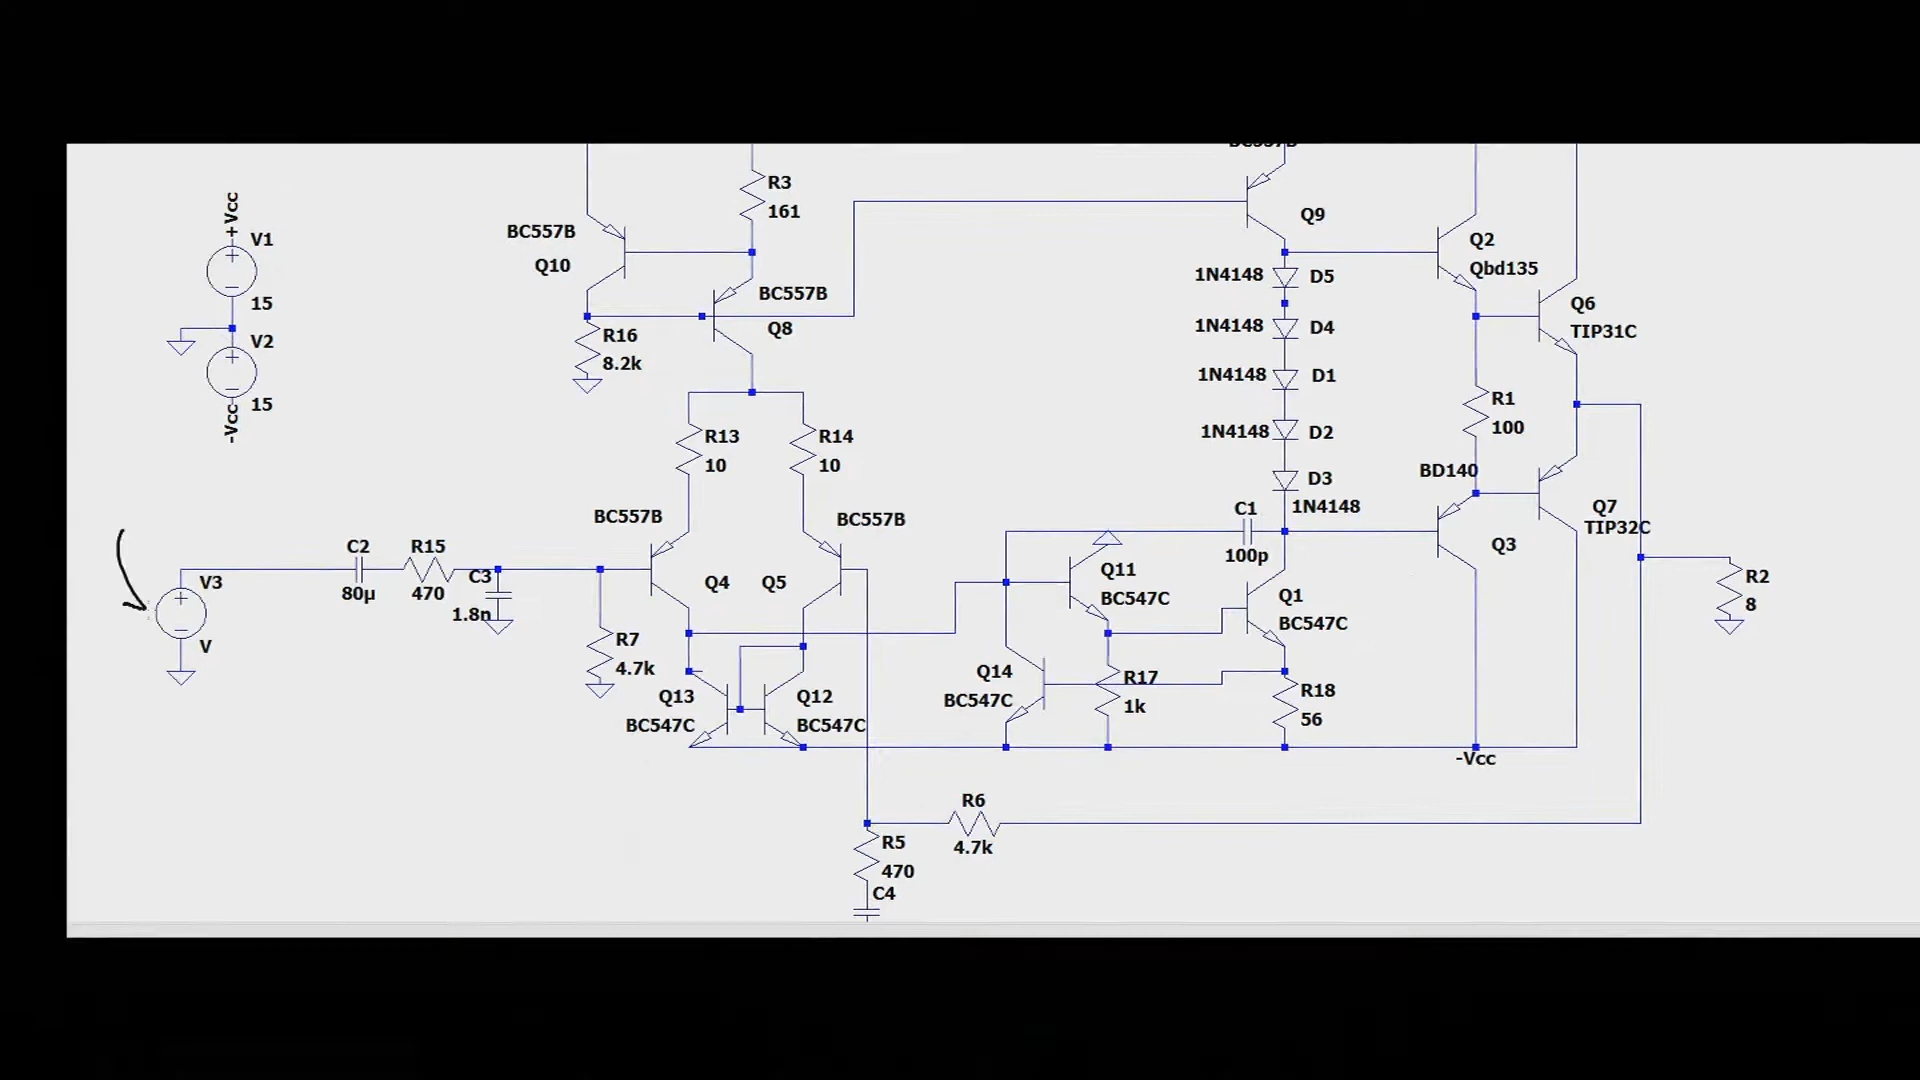 R3
161
BC557B
Q10
BC557B
Q8
R16
8.2k
+Vcc
V1
15
V2
15
-Vcc
R13
10
R14
10
BC557B
BC557B
Q4
Q5
C2
80µ
R15
470
C3
1.8n
V3
V
R7
4.7k
Q13
BC547C
Q12
BC547C
BC557B
Q9
1N4148
D5
1N4148
D4
1N4148
D1
1N4148
D2
D3
1N4148
C1
100p
Q2
Qbd135
Q6
TIP31C
R1
100
BD140
Q7
TIP32C
Q3
Q11
BC547C
Q1
BC547C
Q14
BC547C
R17
1k
R18
56
-Vcc
R2
8
R6
4.7k
R5
470
C4